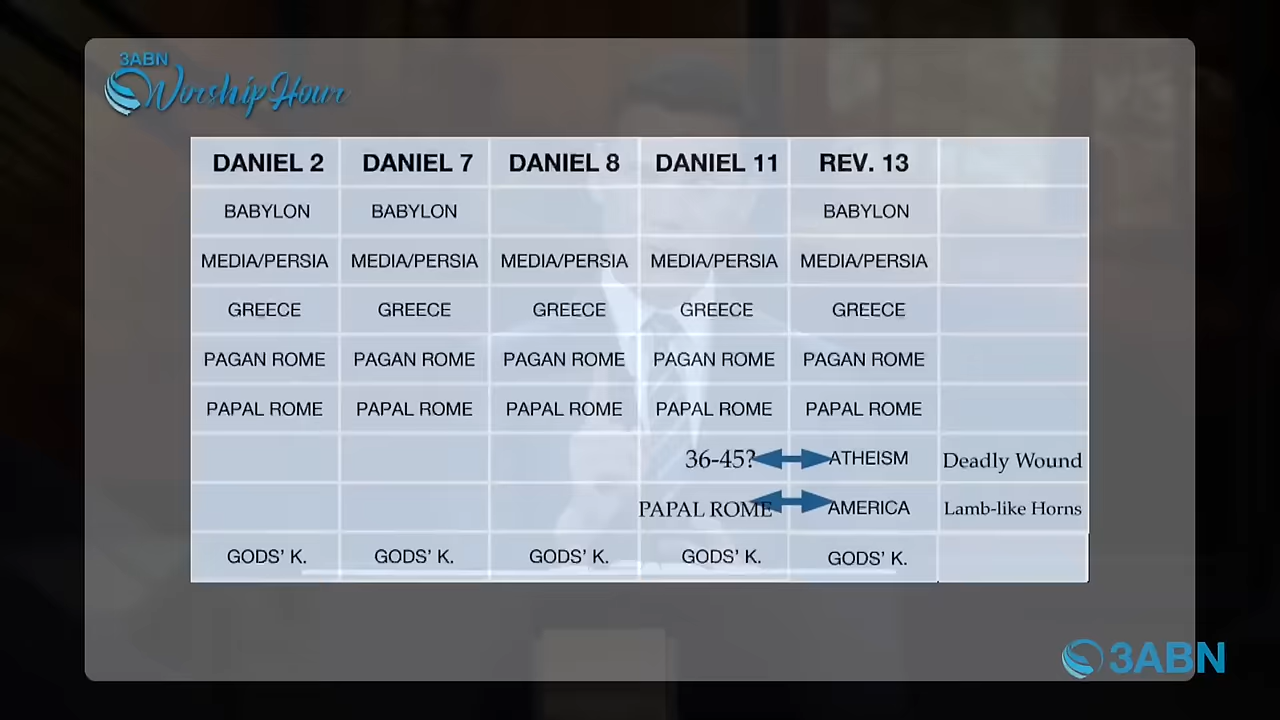 3ABN
Worship Hour
DANIEL 2 DANIEL 7 DANIEL 8 DANIEL 11 REV. 13
BABYLON BABYLON BABYLON
MEDIA/PERSIA MEDIA/PERSIA MEDIA/PERSIA MEDIA/PERSIA MEDIA/PERSIA
GREECE GREECE GREECE GREECE GREECE
PAGAN ROME PAGAN ROME PAGAN ROME PAGAN ROME PAGAN ROME
PAPAL ROME PAPAL ROME PAPAL ROME PAPAL ROME PAPAL ROME
36-45? ATHEISM Deadly Wound
PAPAL ROME AMERICA Lamb-like Horns
GODS’ K. GODS’ K. GODS’ K. GODS’ K. GODS’ K.
3ABN